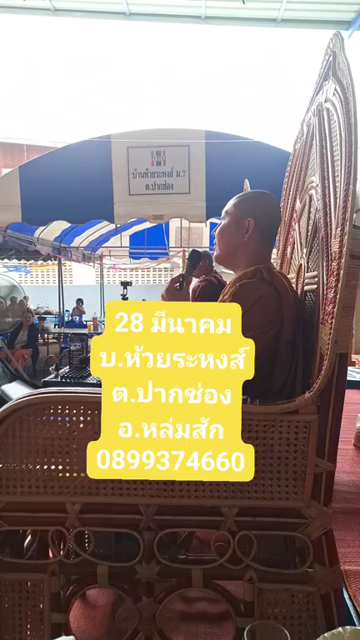 บ้านห้วยระหงส์ ม.7
ต.ปากช่อง
28 มีนาคม
บ.ห้วยระหงส์
ต.ปากช่อง
อ.หล่มสัก
0899374660